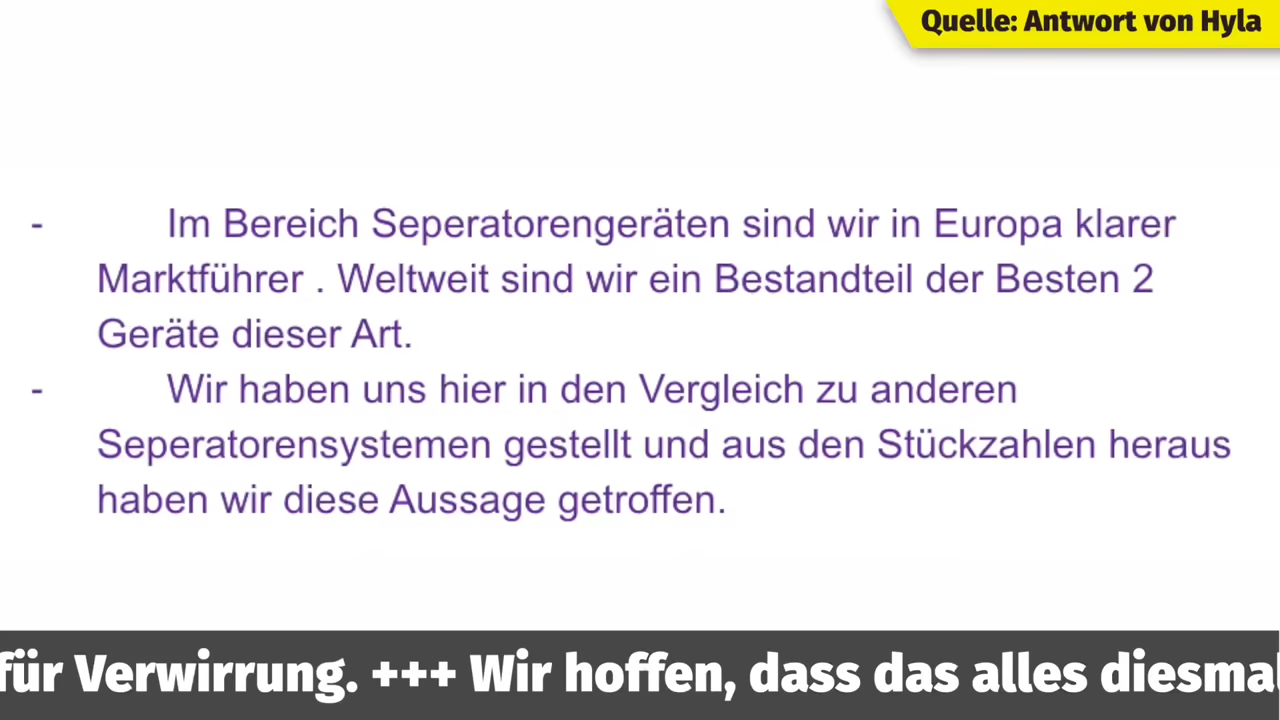 Quelle: Antwort von Hyla
- Im Bereich Seperatorengeräten sind wir in Europa klarer
Marktführer . Weltweit sind wir ein Bestandteil der Besten 2
Geräte dieser Art.
- Wir haben uns hier in den Vergleich zu anderen
Seperatorensystemen gestellt und aus den Stückzahlen heraus
haben wir diese Aussage getroffen.
für Verwirrung. +++ Wir hoffen, dass das alles diesmal